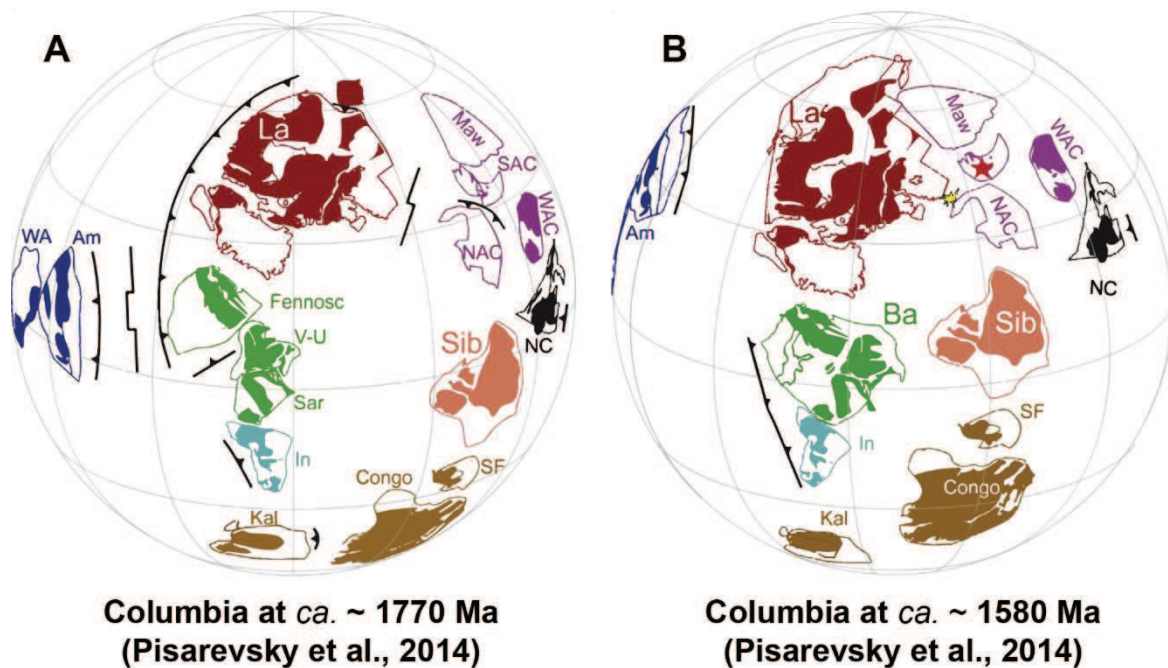 A
La
Maw
SAC
WAC
NAC
WA
Am
Fennosc
V-U
Sar
In
Sib
NC
SF
Congo
Kal
Columbia at ca. ~ 1770 Ma
(Pisarevsky et al., 2014)
B
La
Maw
WAC
NAC
Am
NC
Ba
Sib
In
SF
Congo
Kal
Columbia at ca. ~ 1580 Ma
(Pisarevsky et al., 2014)